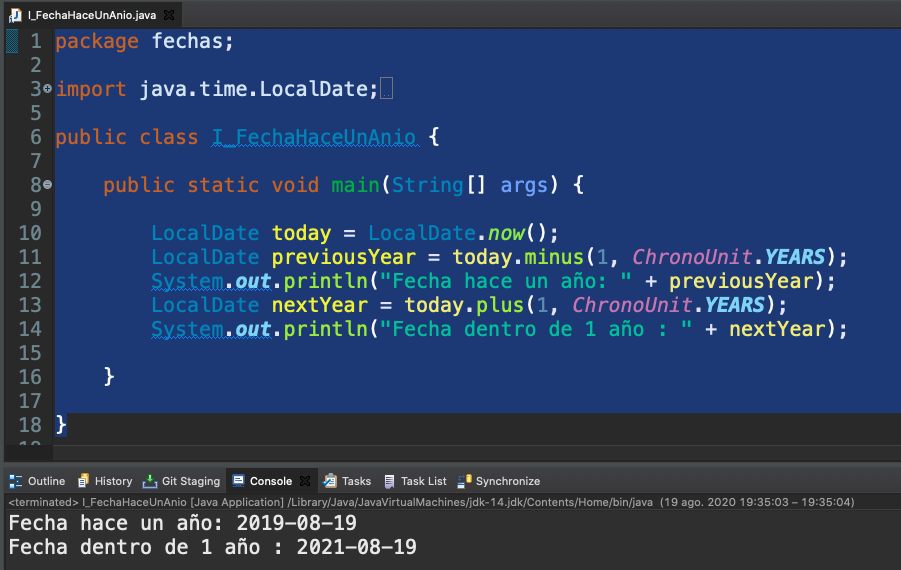 I_FechaHaceUnAnio.java
1 package fechas;
2
3 import java.time.LocalDate;
5
6 public class I_FechaHaceUnAnio {
7
8 public static void main(String[] args) {
9
10 LocalDate today = LocalDate.now();
11 LocalDate previousYear = today.minus(1, ChronoUnit.YEARS);
12 System.out.println("Fecha hace un año: " + previousYear);
13 LocalDate nextYear = today.plus(1, ChronoUnit.YEARS);
14 System.out.println("Fecha dentro de 1 año : " + nextYear);
15
16 }
17
18 }
Outline History Git Staging Console Tasks Task List Synchronize
<terminated> I_FechaHaceUnAnio [Java Application] /Library/Java/JavaVirtualMachines/jdk-14.jdk/Contents/Home/bin/java (19 ago. 2020 19:35:03 – 19:35:04)
Fecha hace un año: 2019-08-19
Fecha dentro de 1 año : 2021-08-19